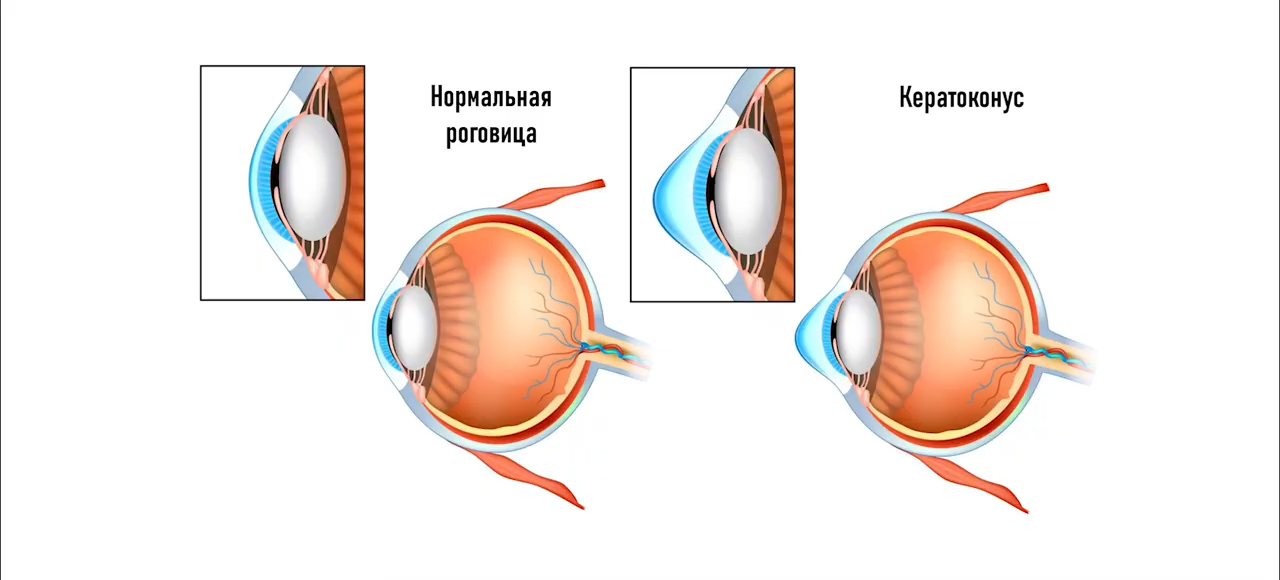 Нормальная
роговица
Кератоконус